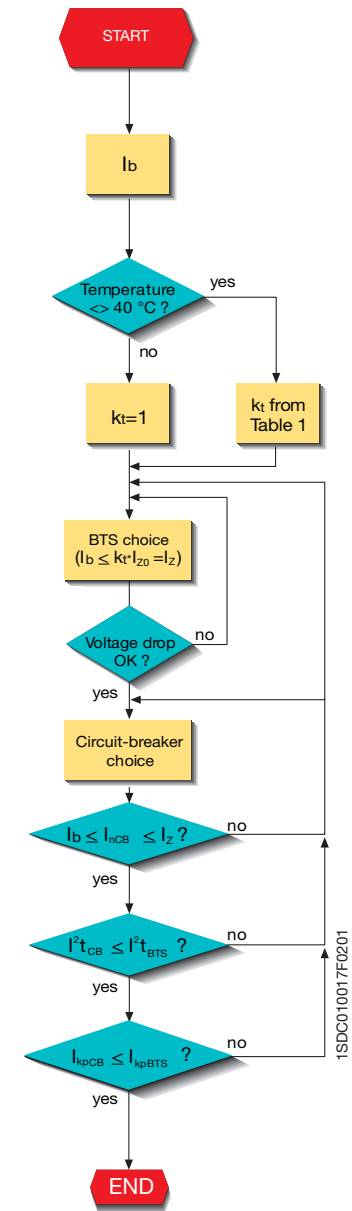 START
Ib
Temperature
<> 40 °C ?
yes
no
kt=1
kt from
Table 1
BTS choice
(Ib ≤ kt·IZ0 =IZ)
Voltage drop
OK ?
no
yes
Circuit-breaker
choice
Ib ≤ InCB ≤ IZ ?
no
yes
I²tCB ≤ I²tBTS ?
no
yes
IkpCB ≤ IkpBTS ?
no
yes
END
1SDC010017F0201